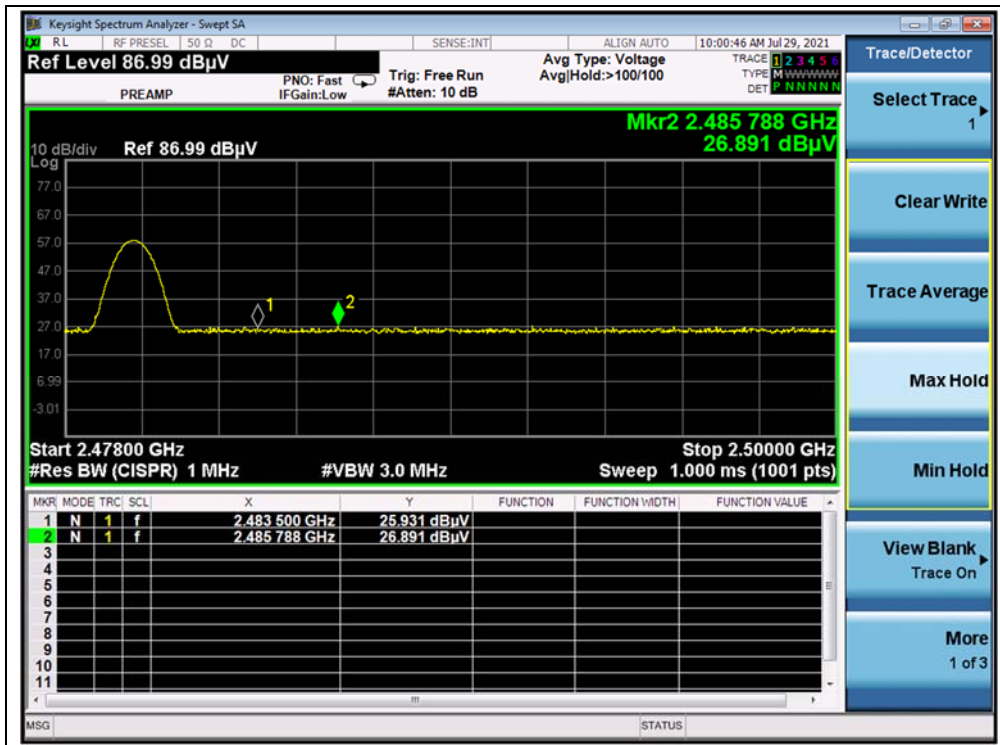 Keysight Spectrum Analyzer - Swept SA
LXI RL RF PRESEL 50 Ω DC SENSE:INT ALIGN AUTO 10:00:46 AM Jul 29, 2021
Ref Level 86.99 dBµV
PREAMP
PNO: Fast
IFGain:Low
Trig: Free Run
#Atten: 10 dB
Avg Type: Voltage
Avg|Hold:>100/100
TRACE 1 2 3 4 5 6
TYPE M WWWWW
DET P N N N N N
Mkr2 2.485 788 GHz
26.891 dBµV
10 dB/div Ref 86.99 dBµV
Log
77.0
67.0
57.0
47.0
37.0
27.0
17.0
6.99
-3.01
1
2
Start 2.47800 GHz Stop 2.50000 GHz
#Res BW (CISPR) 1 MHz #VBW 3.0 MHz Sweep 1.000 ms (1001 pts)
MKR MODE TRC SCL X Y FUNCTION FUNCTION WIDTH FUNCTION VALUE
1 N 1 f 2.483 500 GHz 25.931 dBµV
2 N 1 f 2.485 788 GHz 26.891 dBµV
3
4
5
6
7
8
9
10
11
MSG STATUS
Trace/Detector
Select Trace
1
Clear Write
Trace Average
Max Hold
Min Hold
View Blank
Trace On
More
1 of 3